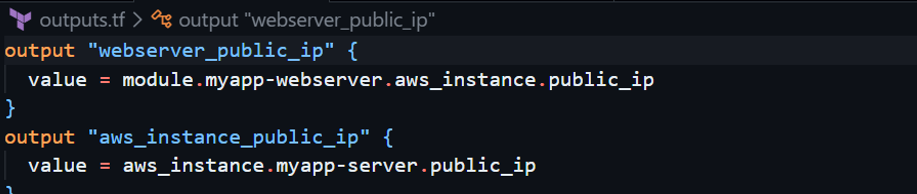 outputs.tf > output "webserver_public_ip"
output "webserver_public_ip" {
  value = module.myapp-webserver.aws_instance.public_ip
}
output "aws_instance_public_ip" {
  value = aws_instance.myapp-server.public_ip
}